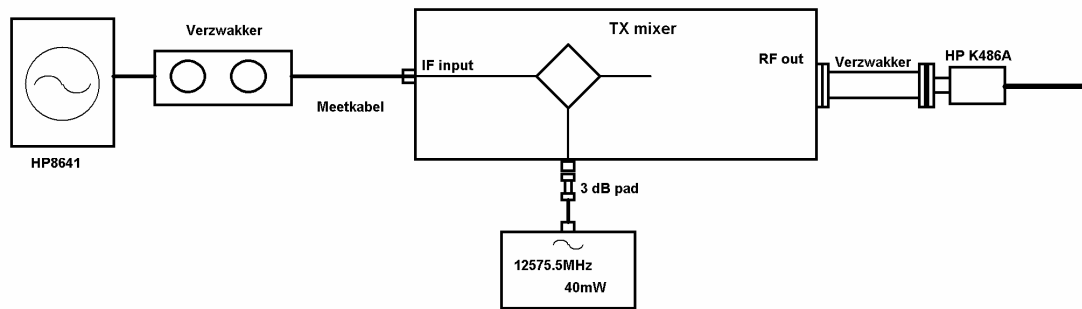 Verzwakker
TX mixer
IF input
RF out
Verzwakker
HP K486A
Meetkabel
HP8641
3 dB pad
12575.5MHz
40mW